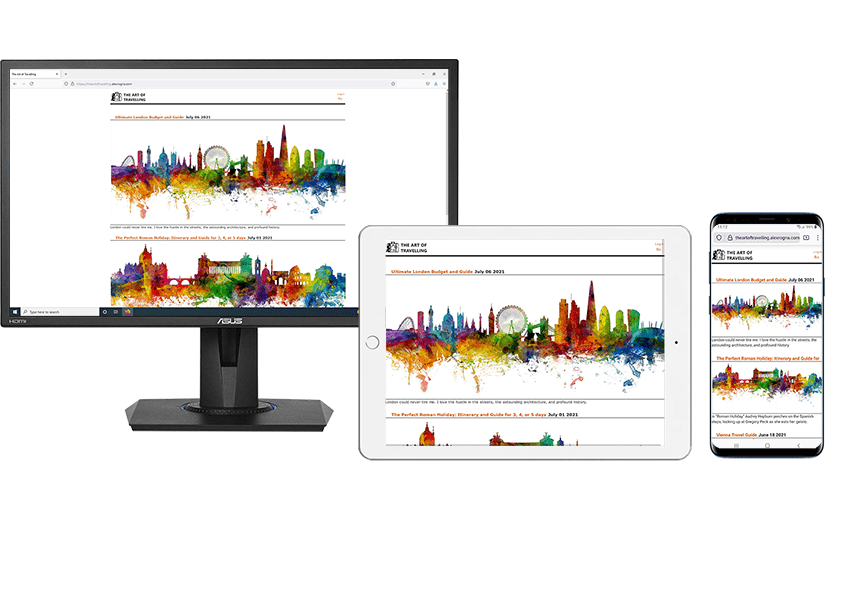 The Art of Travelling
https://theartoftravelling.alexrogna.com
THE ART OF
TRAVELLING
Log in
Ultimate London Budget and Guide July 06 2021
London could never tire me. I love the hustle in the streets, the astounding architecture, and profound history.
The Perfect Roman Holiday: Itinerary and Guide for 3, 4, or 5 days July 01 2021
Type here to search
HDMI
ASUS
THE ART OF
TRAVELLING
Log in
Ultimate London Budget and Guide July 06 2021
London could never tire me. I love the hustle in the streets, the astounding architecture, and profound history.
The Perfect Roman Holiday: Itinerary and Guide for 3, 4, or 5 days July 01 2021
theartoftravelling.alexrogna.com
THE ART OF
TRAVELLING
Ultimate London Budget and Guide July 06 2021
London could never tire me. I love the hustle in the streets, the
astounding architecture, and profound history.
The Perfect Roman Holiday: Itinerary and Guide for
In "Roman Holiday" Audrey Hepburn perches on the Spanish
steps, looking up at Gregory Peck as she eats her gelato.
Vienna Travel Guide June 18 2021